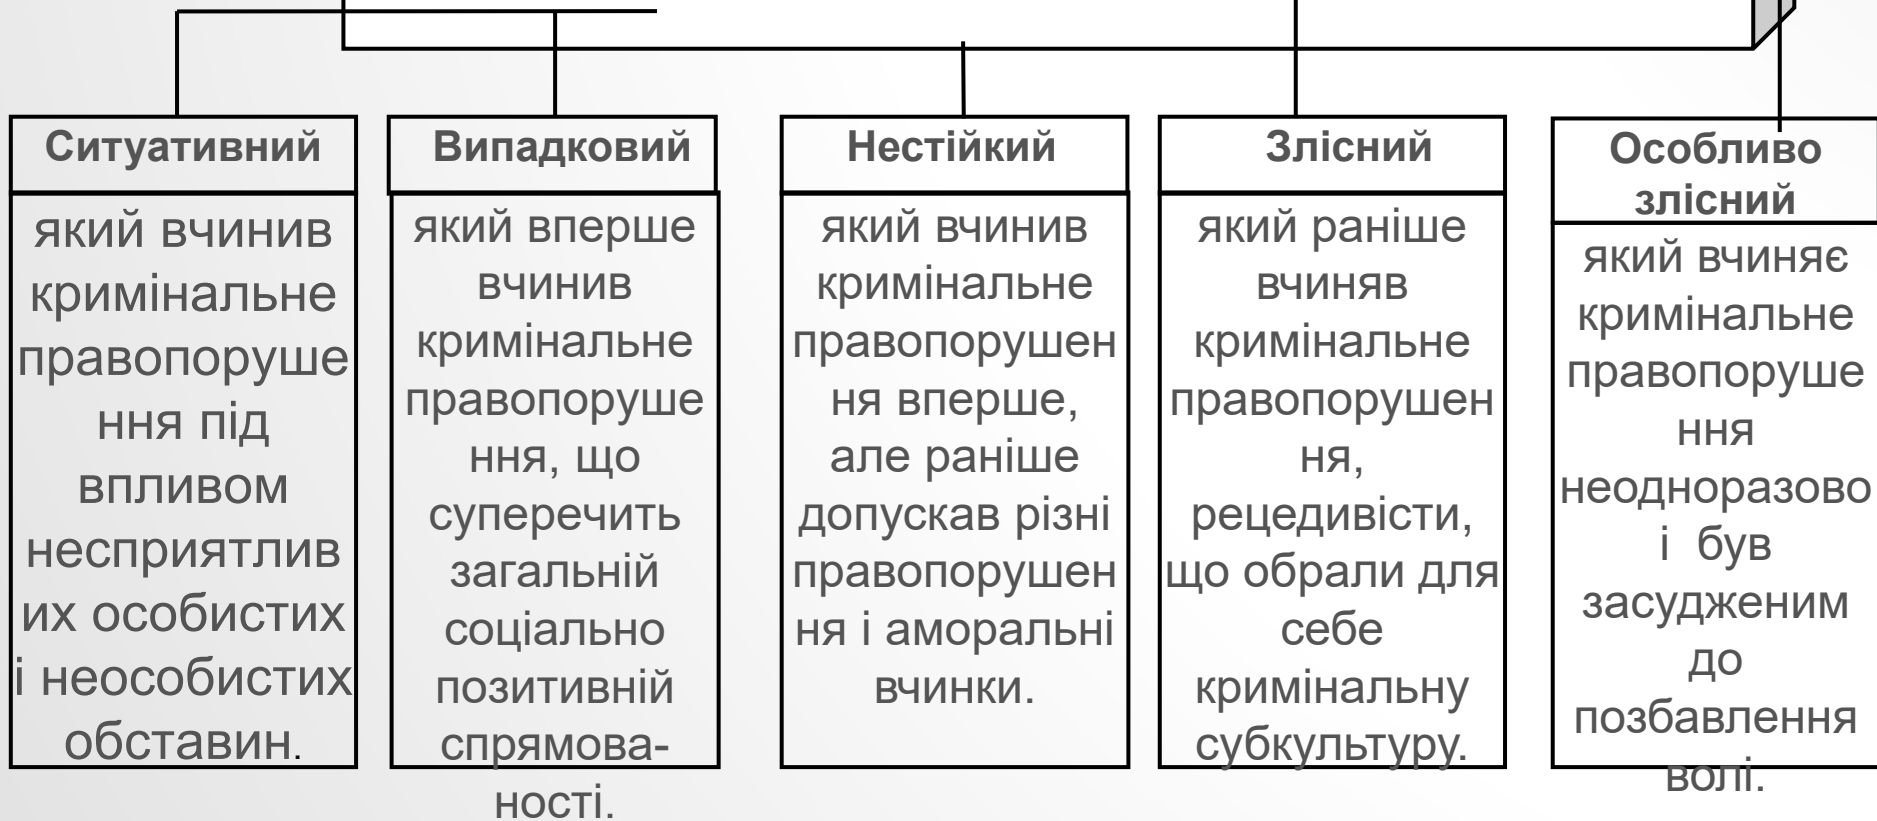 Ситуативний
який вчинив
кримінальне
правопоруше
ння під
впливом
несприятлив
их особистих
і неособистих
обставин.
Випадковий
який вперше
вчинив
кримінальне
правопоруше
ння, що
суперечить
загальній
соціально
позитивній
спрямова-
ності.
Нестійкий
який вчинив
кримінальне
правопорушен
ня вперше,
але раніше
допускав різні
правопорушен
ня і аморальні
вчинки.
Злісний
який раніше
вчиняв
кримінальне
правопорушен
ня,
рецедивісти,
що обрали для
себе
кримінальну
субкультуру.
Особливо
злісний
який вчиняє
кримінальне
правопоруше
ння
неодноразово
і був
засудженим
до
позбавлення
волі.